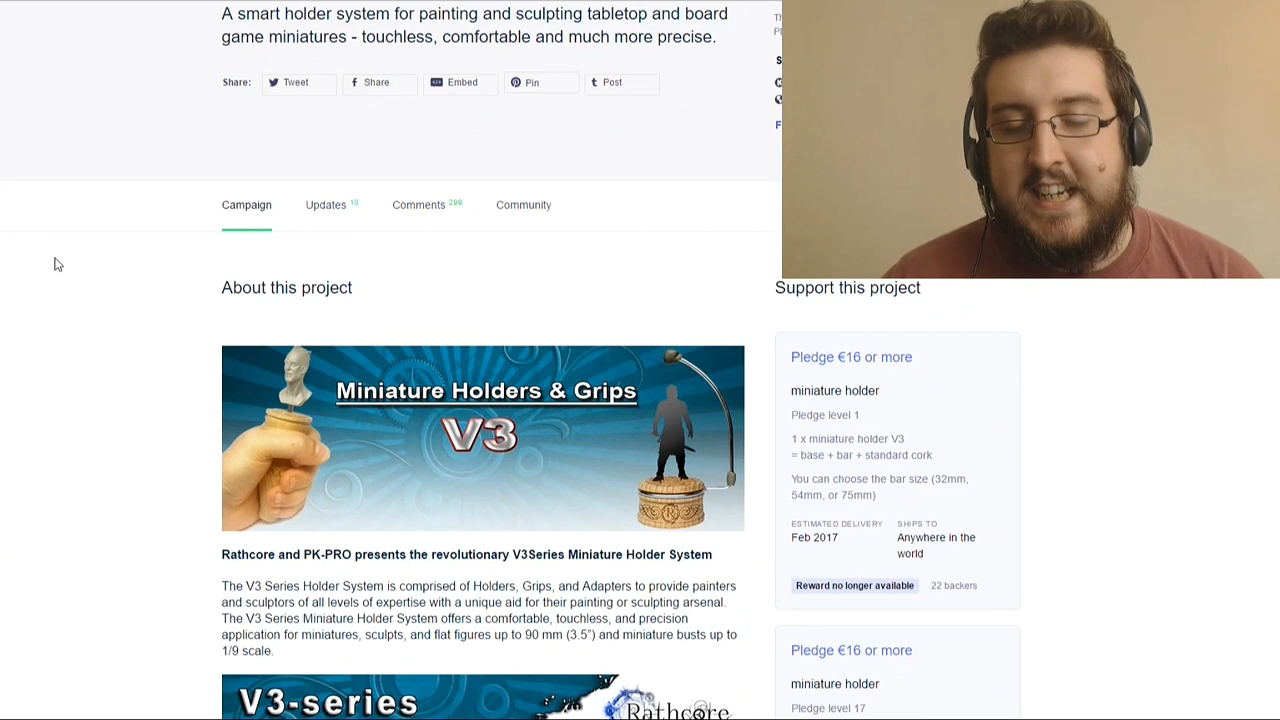 A smart holder system for painting and sculpting tabletop and board
game miniatures - touchless, comfortable and much more precise.
Share:
Tweet
Share
Embed
Pin
Post
Campaign
Updates 10
Comments 299
Community
About this project
Support this project
Miniature Holders & Grips
V3
Rathcore and PK-PRO presents the revolutionary V3Series Miniature Holder System
The V3 Series Holder System is comprised of Holders, Grips, and Adapters to provide painters
and sculptors of all levels of expertise with a unique aid for their painting or sculpting arsenal.
The V3 Series Miniature Holder System offers a comfortable, touchless, and precision
application for miniatures, sculpts, and flat figures up to 90 mm (3.5”) and miniature busts up to
1/9 scale.
V3-series
Rathcore
Pledge €16 or more
miniature holder
Pledge level 1
1 x miniature holder V3
= base + bar + standard cork
You can choose the bar size (32mm,
54mm, or 75mm)
ESTIMATED DELIVERY
Feb 2017
SHIPS TO
Anywhere in the
world
Reward no longer available
22 backers
Pledge €16 or more
miniature holder
Pledge level 17